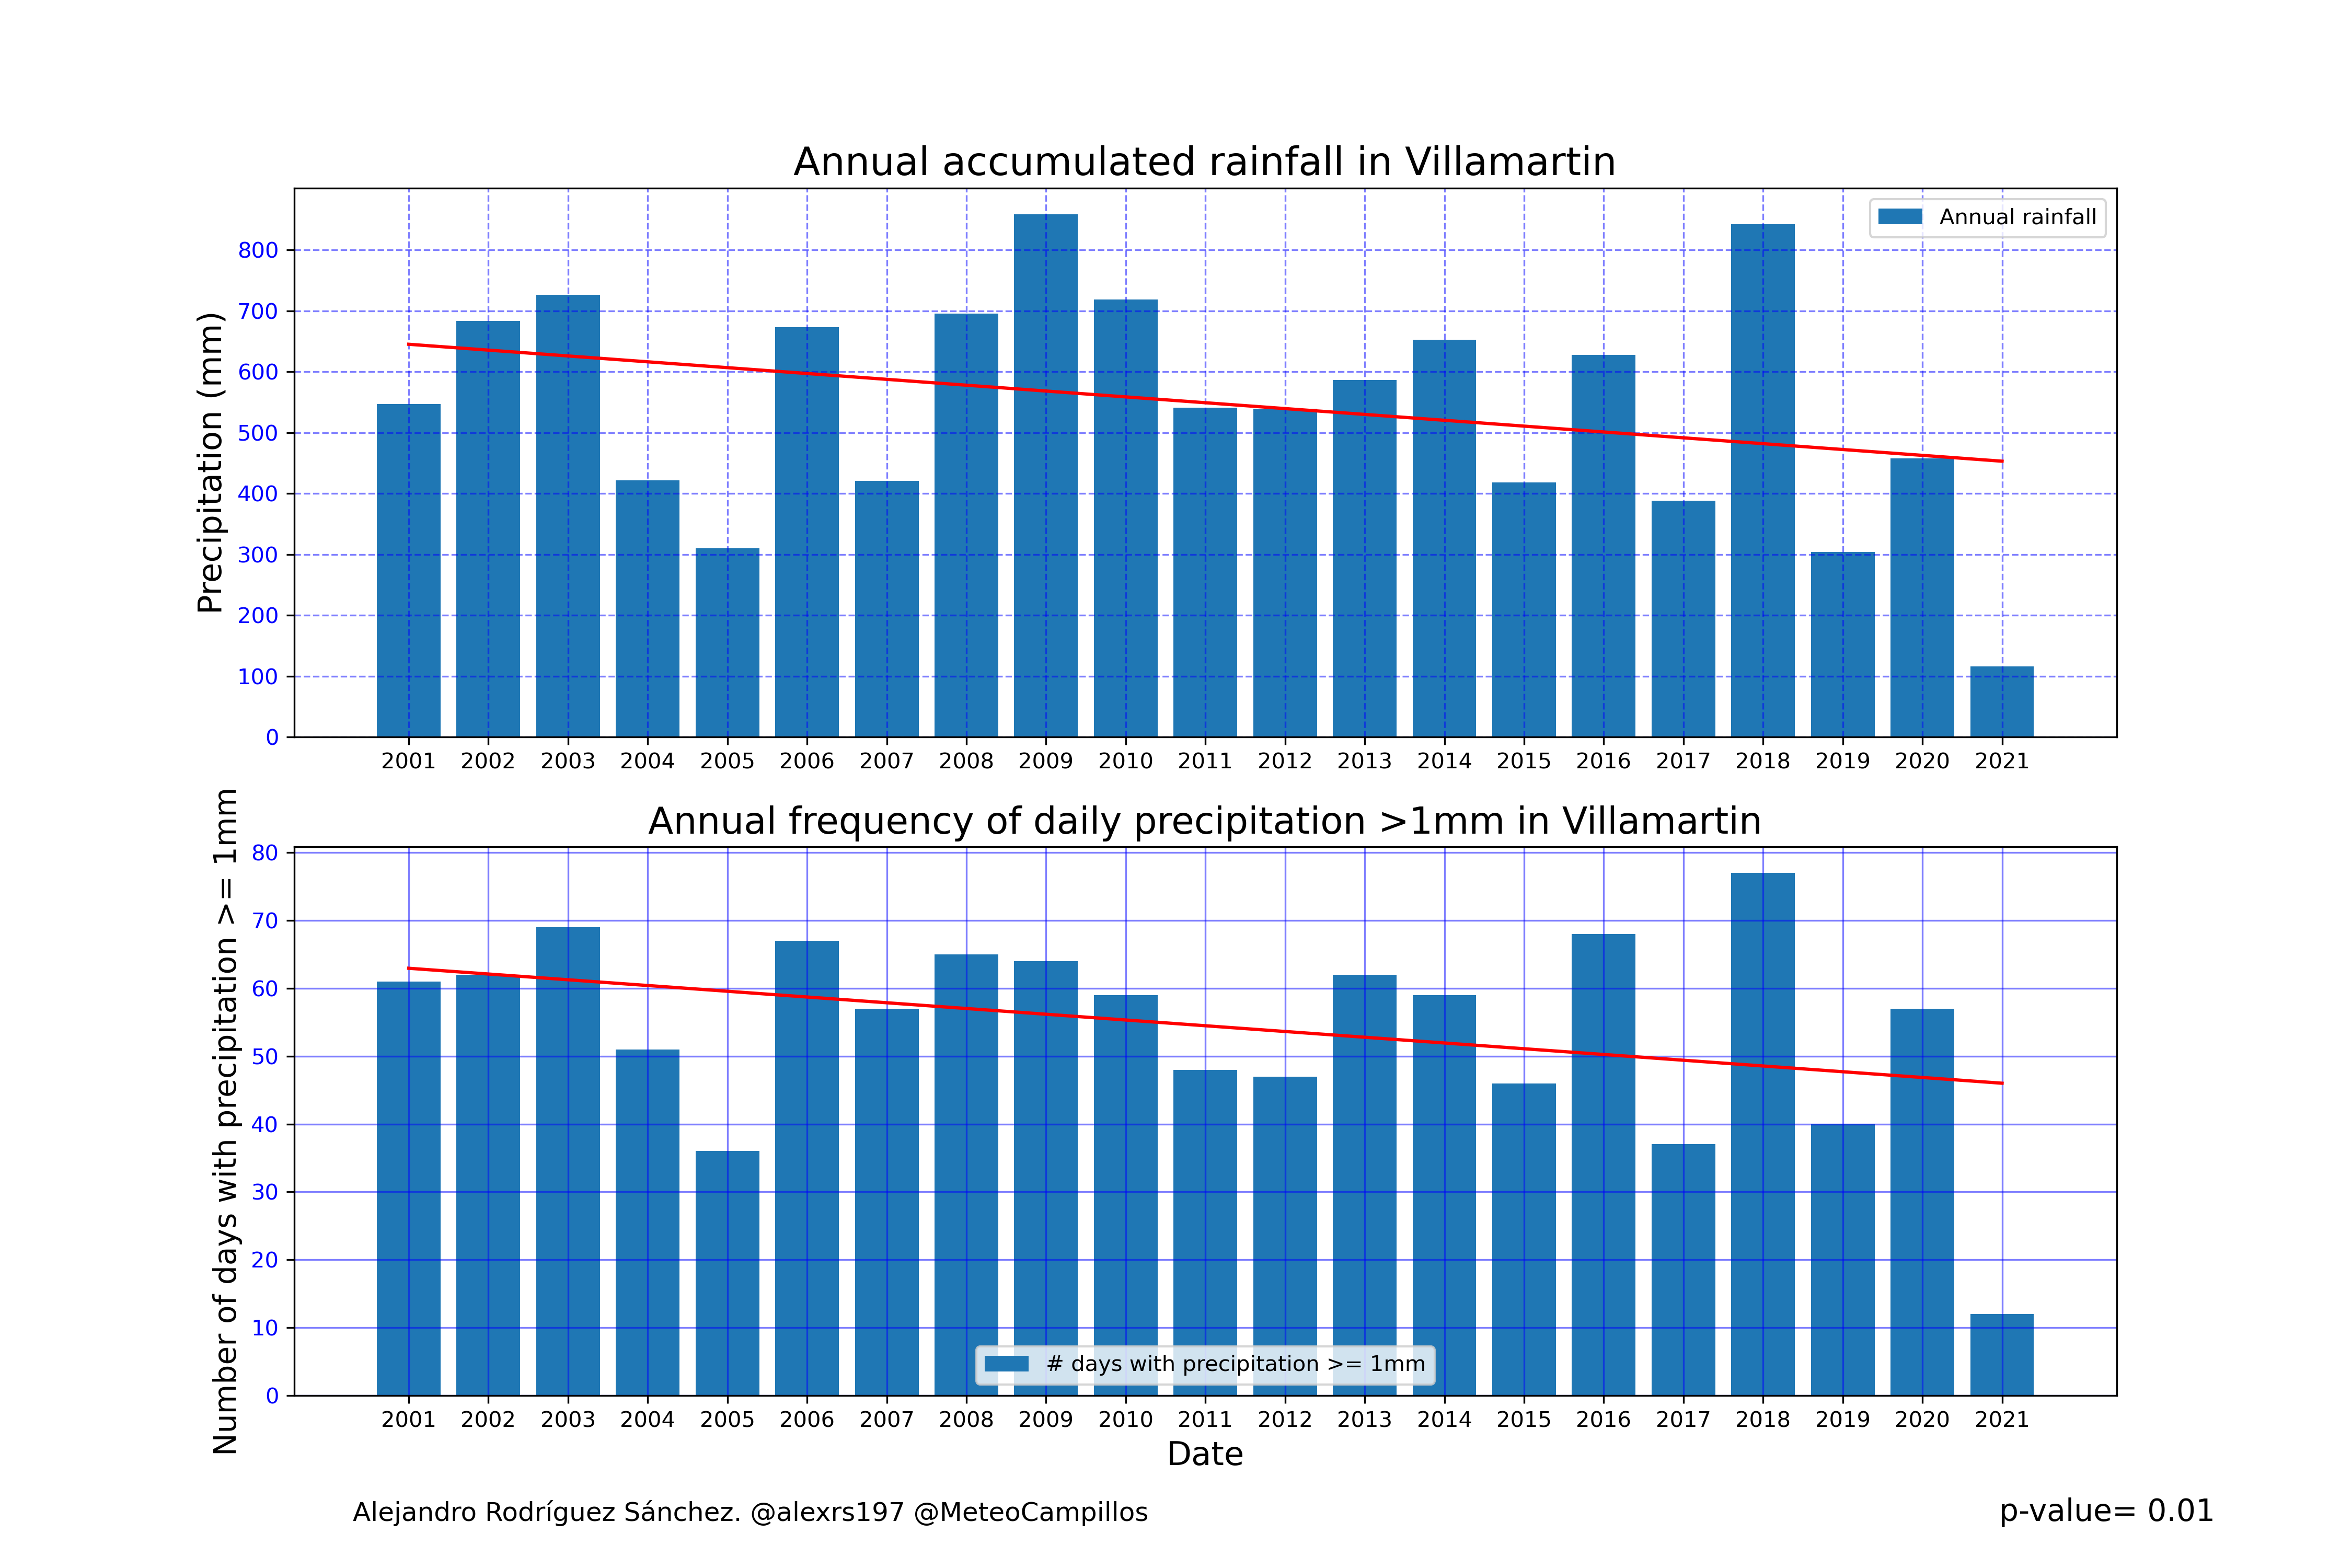 Annual accumulated rainfall in Villamartin
Precipitation (mm)
Annual rainfall
800
700
600
500
400
300
200
100
0
2001 2002 2003 2004 2005 2006 2007 2008 2009 2010 2011 2012 2013 2014 2015 2016 2017 2018 2019 2020 2021
Annual frequency of daily precipitation >1mm in Villamartin
Number of days with precipitation >= 1mm
80
70
60
50
40
30
20
10
0
# days with precipitation >= 1mm
2001 2002 2003 2004 2005 2006 2007 2008 2009 2010 2011 2012 2013 2014 2015 2016 2017 2018 2019 2020 2021
Date
Alejandro Rodríguez Sánchez. @alexrs197 @MeteoCampillos
p-value= 0.01